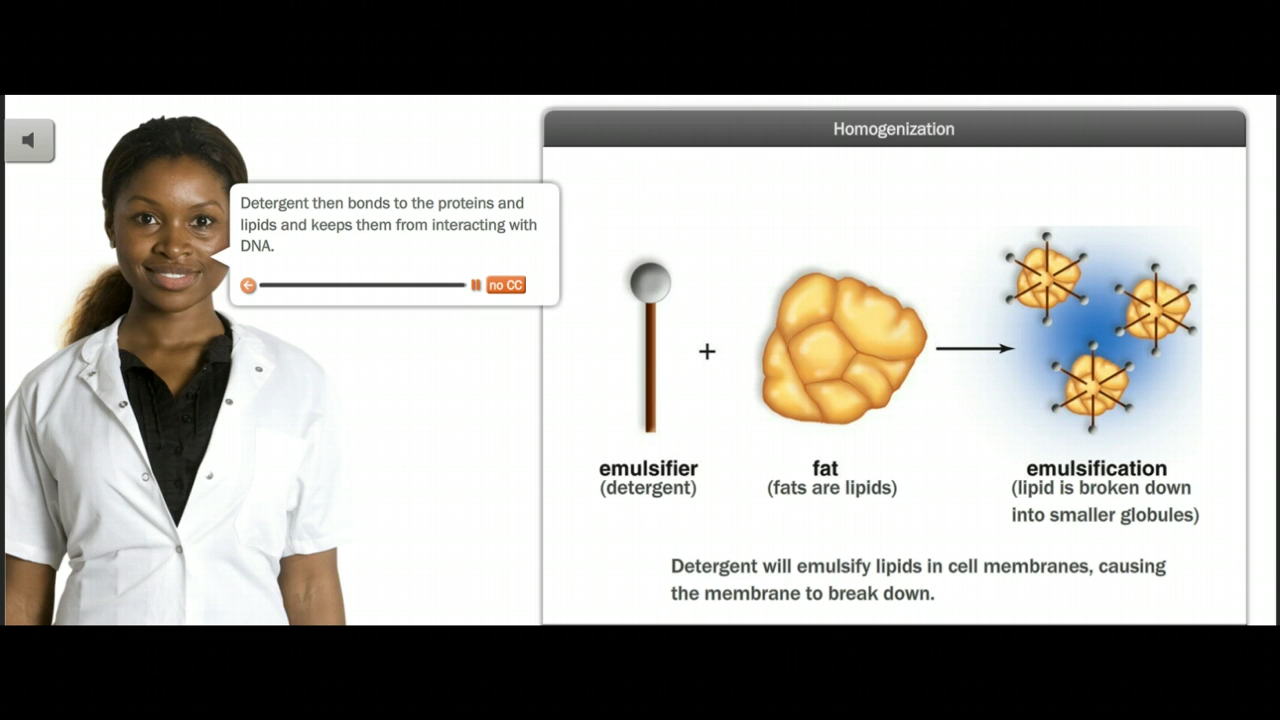 Homogenization
Detergent then bonds to the proteins and
lipids and keeps them from interacting with
DNA.
no CC
+
emulsifier
(detergent)
fat
(fats are lipids)
emulsification
(lipid is broken down
into smaller globules)
Detergent will emulsify lipids in cell membranes, causing
the membrane to break down.